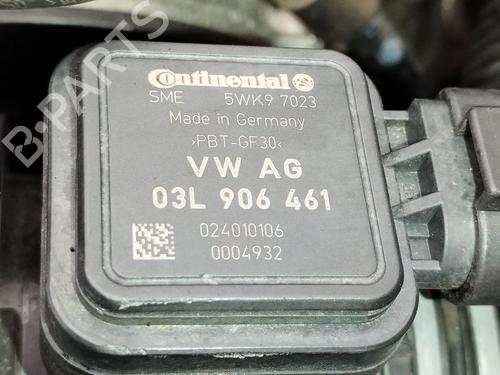 Continental
SME 5WK9 7023
Made in Germany
>PBT-GF30<
VW AG
03L 906 461
024010106
0004932
B-PARTS